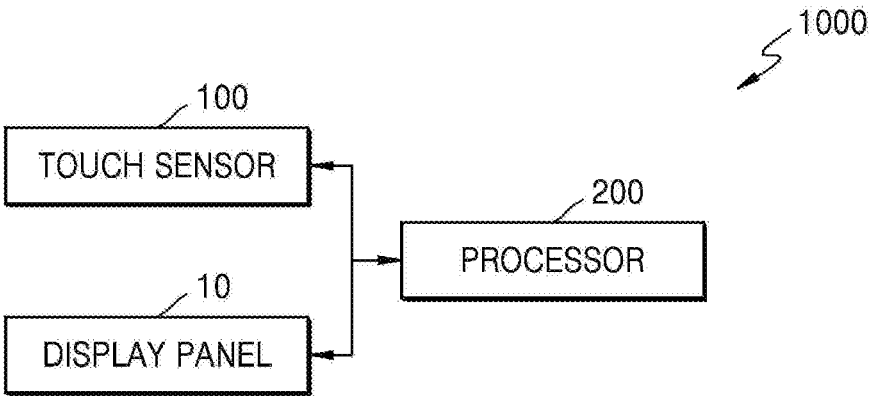 1000
100
TOUCH SENSOR
200
PROCESSOR
10
DISPLAY PANEL